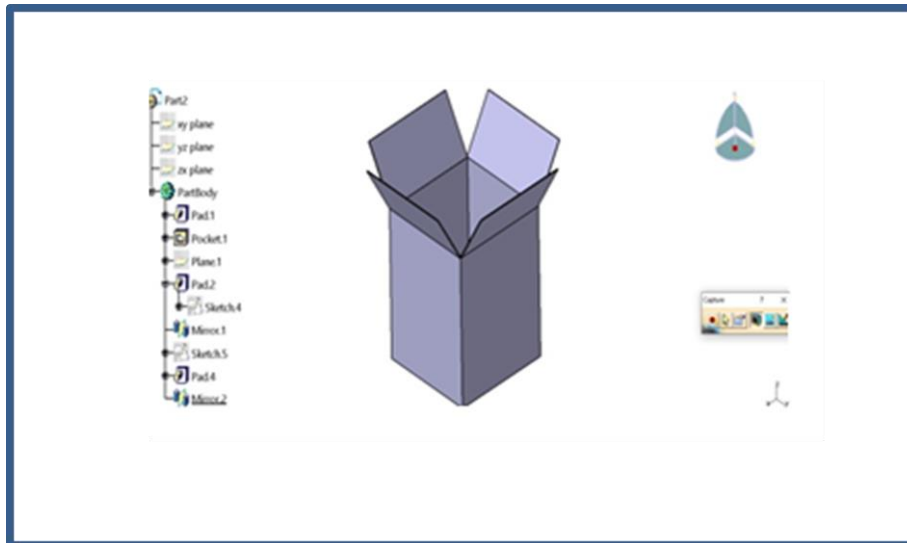 Part2
xy plane
yz plane
zx plane
PartBody
Pad.1
Pocket.1
Plane.1
Pad.2
Sketch.4
Mirror.1
Sketch.5
Pad.4
Mirror.2
Capture ? X